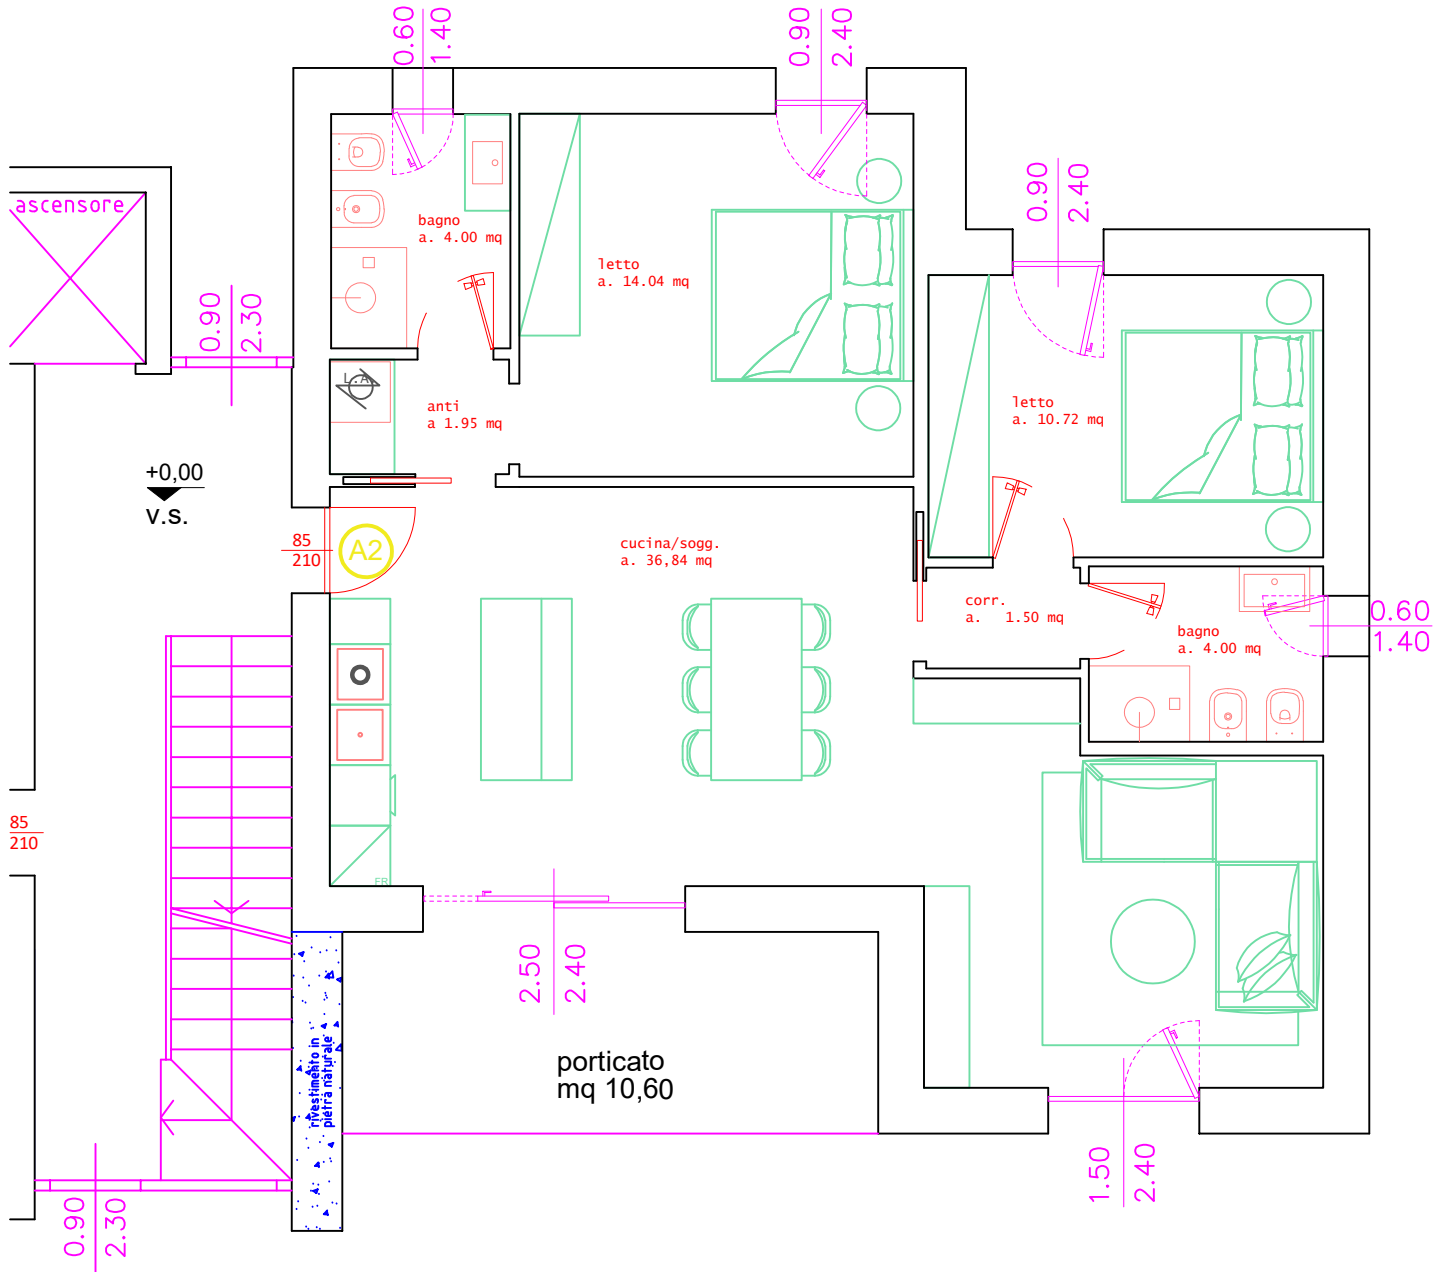 0.60
1.40
0.90
2.40
0.90
2.40
ascensore
bagno
a. 4.00 mq
letto
a. 14.04 mq
0.90
2.30
L.A.
anti
a 1.95 mq
letto
a. 10.72 mq
+0,00
v.s.
85
210
A2
cucina/sogg.
a. 36,84 mq
corr.
a. 1.50 mq
bagno
a. 4.00 mq
0.60
1.40
85
210
FR
2.50
2.40
rivestimento in
pietra naturale
porticato
mq 10,60
1.50
2.40
0.90
2.30